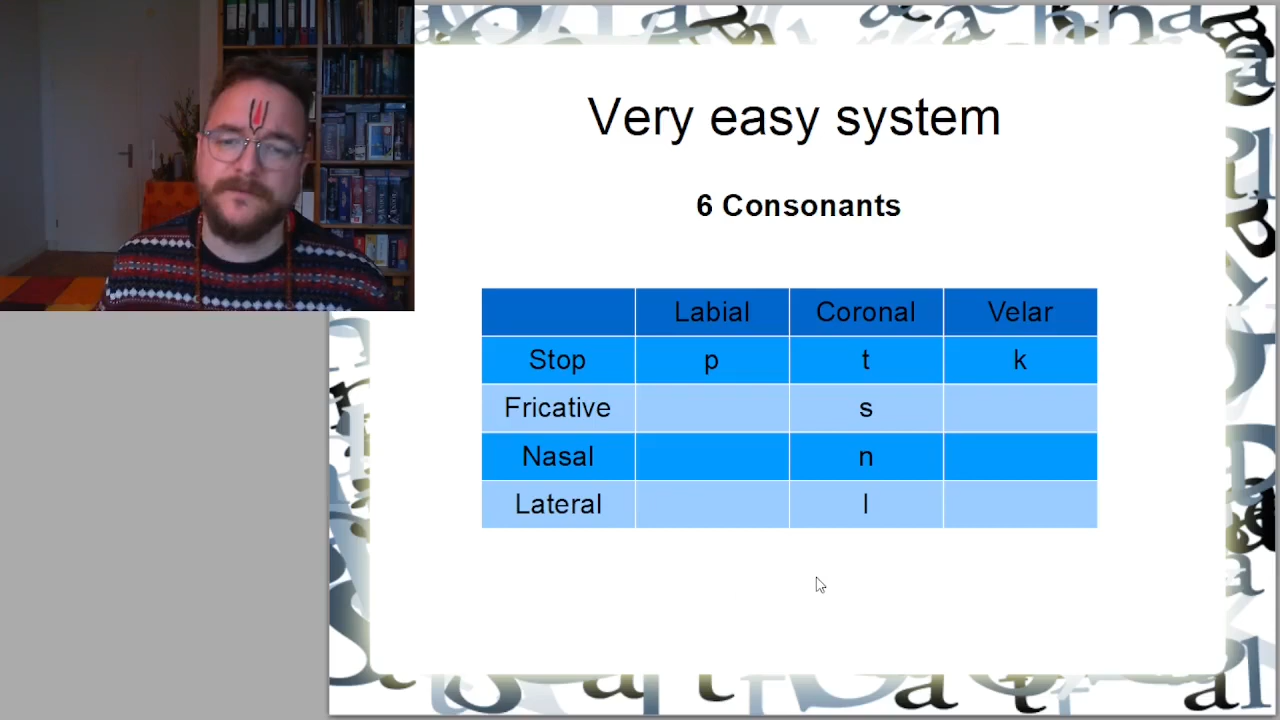 Very easy system
6 Consonants
Labial Coronal Velar
Stop p t k
Fricative s
Nasal n
Lateral l